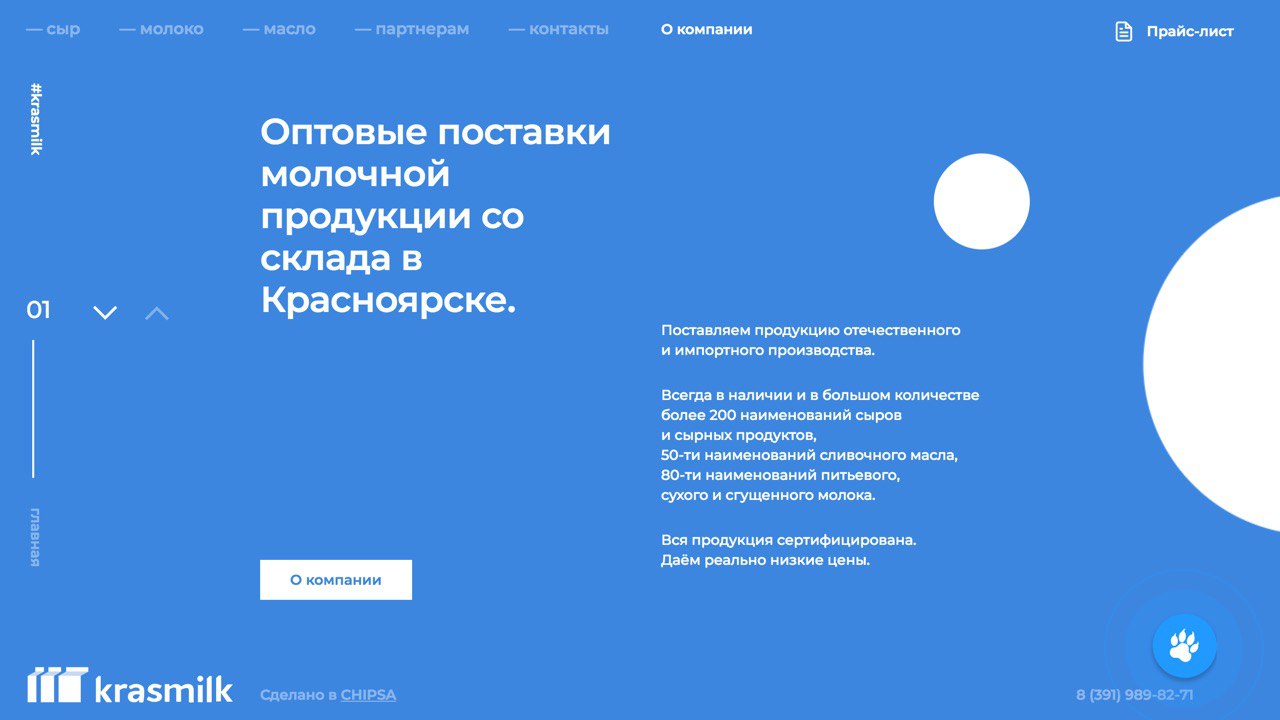 — сыр — молоко — масло — партнерам — контакты О компании Прайс-лист
#krasmilk
Оптовые поставки
молочной
продукции со
склада в
Красноярске.
01
Поставляем продукцию отечественного
и импортного производства.
Всегда в наличии и в большом количестве
более 200 наименований сыров
и сырных продуктов,
50-ти наименований сливочного масла,
80-ти наименований питьевого,
сухого и сгущенного молока.
Вся продукция сертифицирована.
Даём реально низкие цены.
главная
О компании
krasmilk
Сделано в CHIPSA
8 (391) 989-82-71